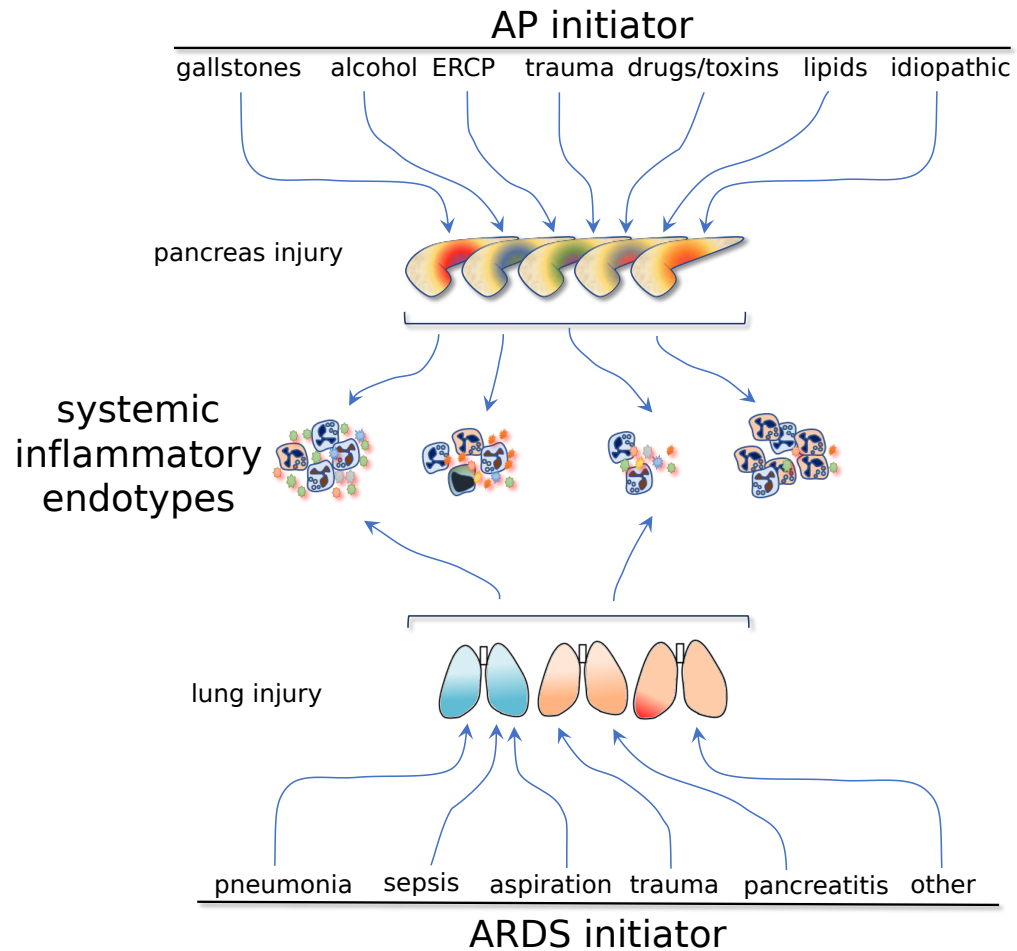 AP initiator
gallstones alcohol ERCP trauma drugs/toxins lipids idiopathic
pancreas injury
systemic
inflammatory
endotypes
lung injury
pneumonia sepsis aspiration trauma pancreatitis other
ARDS initiator